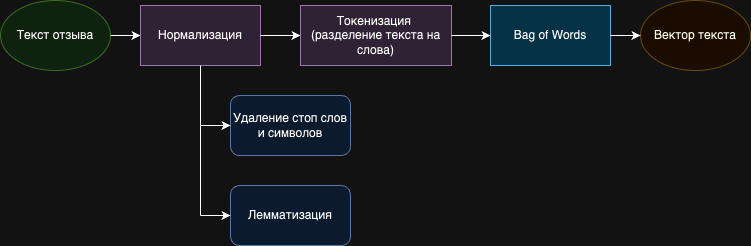 Текст отзыва
Нормализация
Токенизация
(разделение текста на
слова)
Bag of Words
Вектор текста
Удаление стоп слов
и символов
Лемматизация